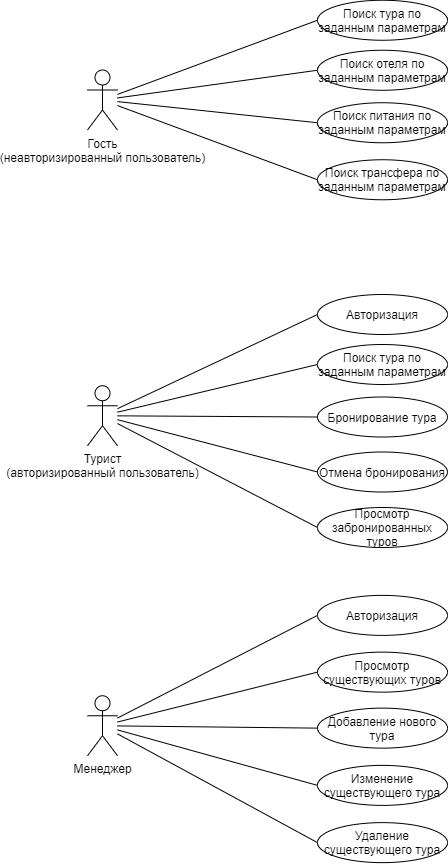 Поиск тура по
заданным параметрам
Поиск отеля по
заданным параметрам
Поиск питания по
заданным параметрам
Поиск трансфера по
заданным параметрам
Гость
(неавторизированный пользователь)
Авторизация
Поиск тура по
заданным параметрам
Бронирование тура
Отмена бронирования
Просмотр
забронированных
туров
Турист
(авторизированный пользователь)
Авторизация
Просмотр
существующих туров
Добавление нового
тура
Изменение
существующего тура
Удаление
существующего тура
Менеджер